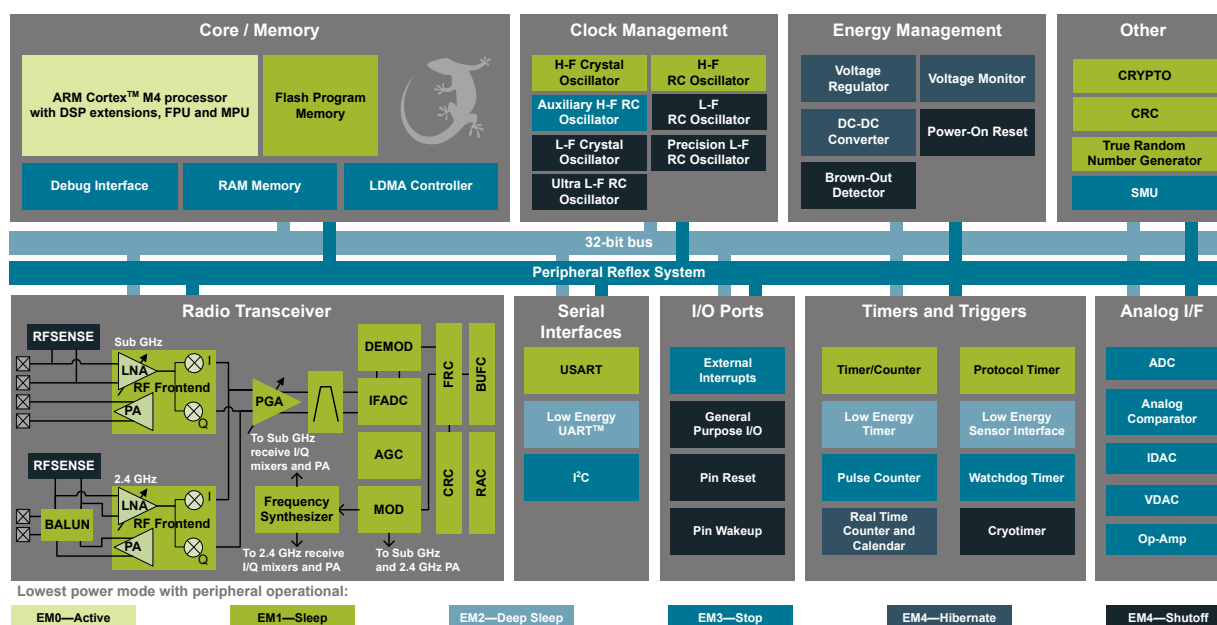 Core / Memory
ARM Cortex™ M4 processor
with DSP extensions, FPU and MPU
Flash Program
Memory
Debug Interface
RAM Memory
LDMA Controller
Clock Management
H-F Crystal
Oscillator
H-F
RC Oscillator
Auxiliary H-F RC
Oscillator
L-F
RC Oscillator
L-F Crystal
Oscillator
Precision L-F
RC Oscillator
Ultra L-F RC
Oscillator
Energy Management
Voltage
Regulator
Voltage Monitor
DC-DC
Converter
Power-On Reset
Brown-Out
Detector
Other
CRYPTO
CRC
True Random
Number Generator
SMU
32-bit bus
Peripheral Reflex System
Radio Transceiver
RFSENSE
Sub GHz
LNA
RF Frontend
PA
I
Q
PGA
To Sub GHz
receive I/Q
mixers and PA
DEMOD
IFADC
AGC
MOD
FRC
BUFC
CRC
RAC
RFSENSE
2.4 GHz
LNA
RF Frontend
BALUN
PA
I
Q
Frequency
Synthesizer
To 2.4 GHz receive
I/Q mixers and PA
To Sub GHz
and 2.4 GHz PA
Serial
Interfaces
USART
Low Energy
UART™
I²C
I/O Ports
External
Interrupts
General
Purpose I/O
Pin Reset
Pin Wakeup
Timers and Triggers
Timer/Counter
Protocol Timer
Low Energy
Timer
Low Energy
Sensor Interface
Pulse Counter
Watchdog Timer
Real Time
Counter and
Calendar
Cryotimer
Analog I/F
ADC
Analog
Comparator
IDAC
VDAC
Op-Amp
Lowest power mode with peripheral operational:
EM0—Active
EM1—Sleep
EM2—Deep Sleep
EM3—Stop
EM4—Hibernate
EM4—Shutoff